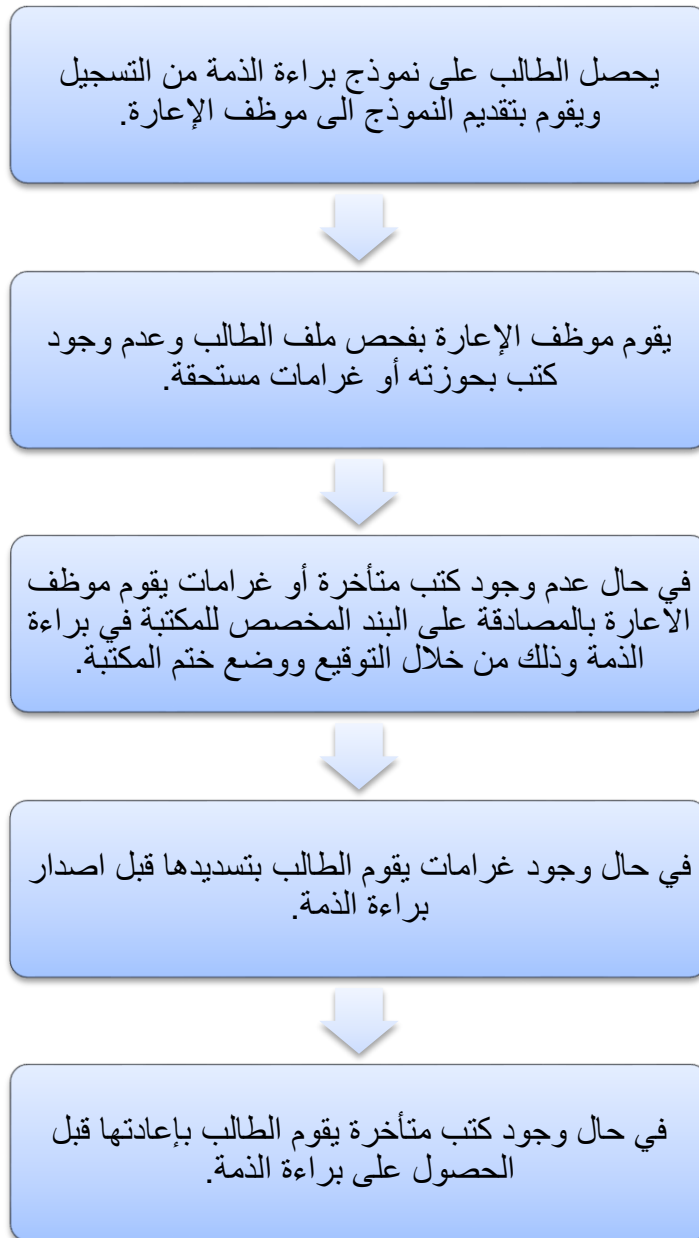 يحصل الطالب على نموذج براءة الذمة من التسجيل
ويقوم بتقديم النموذج الى موظف الإعارة.
يقوم موظف الإعارة بفحص ملف الطالب وعدم وجود
كتب بحوزته أو غرامات مستحقة.
في حال عدم وجود كتب متأخرة أو غرامات يقوم موظف
الاعارة بالمصادقة على البند المخصص للمكتبة في براءة
الذمة وذلك من خلال التوقيع ووضع ختم المكتبة.
في حال وجود غرامات يقوم الطالب بتسديدها قبل اصدار
براءة الذمة.
في حال وجود كتب متأخرة يقوم الطالب بإعادتها قبل
الحصول على براءة الذمة.